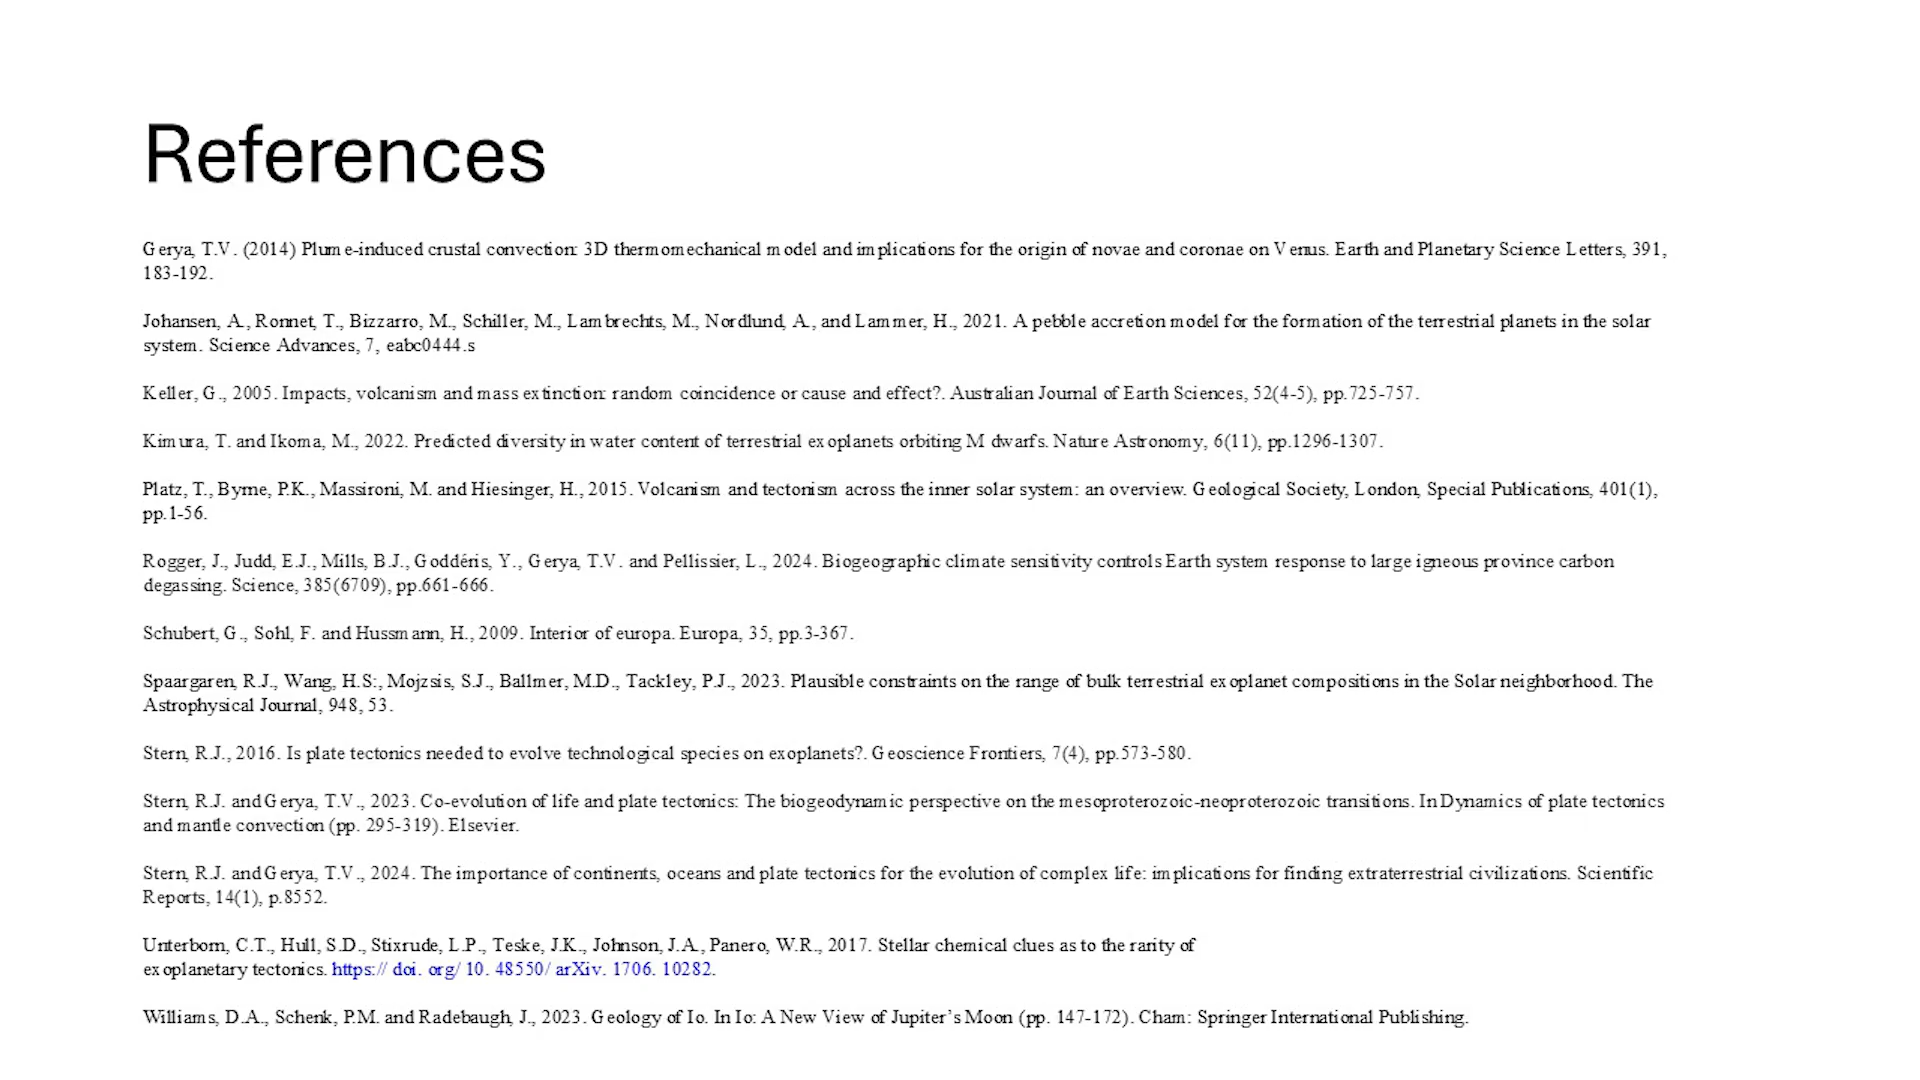 References
Gerya, T.V. (2014) Plume-induced crustal convection: 3D thermomechanical model and implications for the origin of novae and coronae on Venus. Earth and Planetary Science Letters, 391,
183-192.
Johansen, A., Ronnet, T., Bizzarro, M., Schiller, M., Lambrechts, M., Nordlund, A., and Lammer, H., 2021. A pebble accretion model for the formation of the terrestrial planets in the solar
system. Science Advances, 7, eabc0444.s
Keller, G., 2005. Impacts, volcanism and mass extinction: random coincidence or cause and effect?. Australian Journal of Earth Sciences, 52(4-5), pp.725-757.
Kimura, T. and Ikoma, M., 2022. Predicted diversity in water content of terrestrial exoplanets orbiting M dwarfs. Nature Astronomy, 6(11), pp.1296-1307.
Platz, T., Byrne, P.K., Massironi, M. and Hiesinger, H., 2015. Volcanism and tectonism across the inner solar system: an overview. Geological Society, London, Special Publications, 401(1),
pp.1-56.
Rogger, J., Judd, E.J., Mills, B.J., Goddéris, Y., Gerya, T.V. and Pellissier, L., 2024. Biogeographic climate sensitivity controls Earth system response to large igneous province carbon
degassing. Science, 385(6709), pp.661-666.
Schubert, G., Sohl, F. and Hussmann, H., 2009. Interior of europa. Europa, 35, pp.3-367.
Spaargaren, R.J., Wang, H.S:, Mojzsis, S.J., Ballmer, M.D., Tackley, P.J., 2023. Plausible constraints on the range of bulk terrestrial exoplanet compositions in the Solar neighborhood. The
Astrophysical Journal, 948, 53.
Stern, R.J., 2016. Is plate tectonics needed to evolve technological species on exoplanets?. Geoscience Frontiers, 7(4), pp.573-580.
Stern, R.J. and Gerya, T.V., 2023. Co-evolution of life and plate tectonics: The biogeodynamic perspective on the mesoproterozoic-neoproterozoic transitions. In Dynamics of plate tectonics
and mantle convection (pp. 295-319). Elsevier.
Stern, R.J. and Gerya, T.V., 2024. The importance of continents, oceans and plate tectonics for the evolution of complex life: implications for finding extraterrestrial civilizations. Scientific
Reports, 14(1), p.8552.
Unterborn, C.T., Hull, S.D., Stixrude, L.P., Teske, J.K., Johnson, J.A., Panero, W.R., 2017. Stellar chemical clues as to the rarity of
exoplanetary tectonics. https:// doi. org/ 10. 48550/ arXiv. 1706. 10282.
Williams, D.A., Schenk, P.M. and Radebaugh, J., 2023. Geology of Io. In Io: A New View of Jupiter’s Moon (pp. 147-172). Cham: Springer International Publishing.